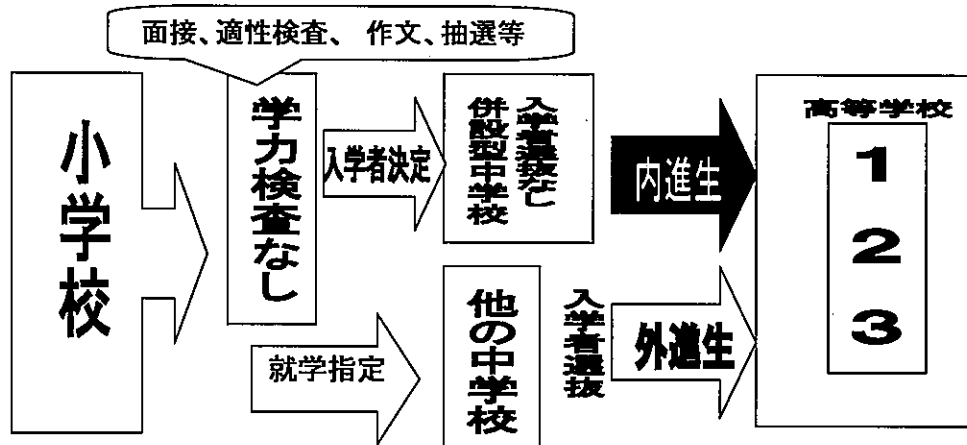 面接、適性検査、 作文、抽選等
小学校
学力検査なし
入学者決定
入学者選抜なし
併設型中学校
内進生
高等学校
1
2
3
就学指定
他の中学校
入学者選抜
外進生